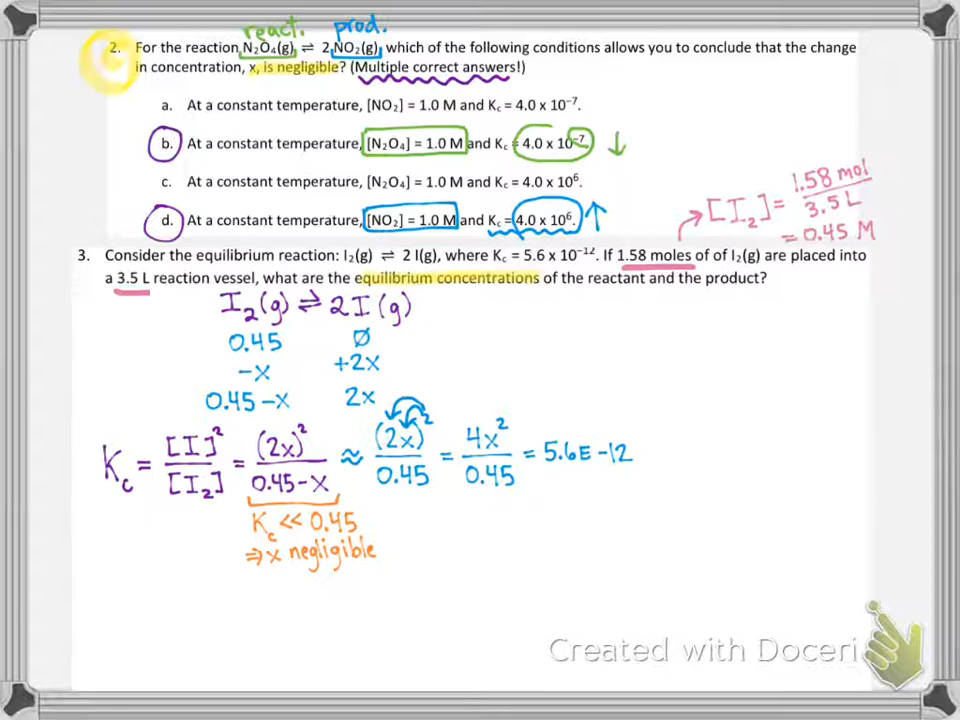 react. prod.
2. For the reaction N₂O₄(g) ⇌ 2 NO₂(g), which of the following conditions allows you to conclude that the change
in concentration, x, is negligible? (Multiple correct answers!)
a. At a constant temperature, [NO₂] = 1.0 M and Kc = 4.0 x 10⁻⁷.
b. At a constant temperature, [N₂O₄] = 1.0 M and Kc = 4.0 x 10⁻⁷. ↓
c. At a constant temperature, [N₂O₄] = 1.0 M and Kc = 4.0 x 10⁶.
d. At a constant temperature, [NO₂] = 1.0 M and Kc = 4.0 x 10⁶. ↑
→ [I₂] = 1.58 mol / 3.5 L
= 0.45 M
3. Consider the equilibrium reaction: I₂(g) ⇌ 2 I(g), where Kc = 5.6 x 10⁻¹². If 1.58 moles of of I₂(g) are placed into
a 3.5 L reaction vessel, what are the equilibrium concentrations of the reactant and the product?
I₂(g) ⇌ 2I(g)
0.45 Ø
-x +2x
0.45-x 2x
Kc = [I]² / [I₂] = (2x)² / 0.45-x ≈ (2x)² / 0.45 = 4x² / 0.45 = 5.6E-12
Kc << 0.45
⇒ x negligible
Created with Doceri